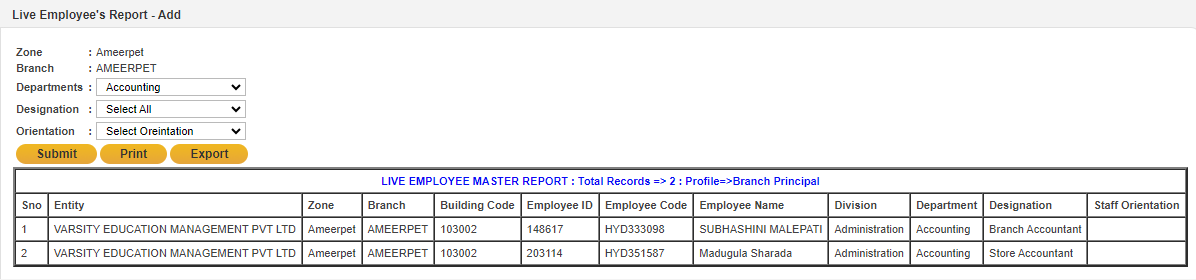 Live Employee's Report - Add
Zone : Ameerpet
Branch : AMEERPET
Departments : Accounting
Designation : Select All
Orientation : Select Oreintation
Submit Print Export
LIVE EMPLOYEE MASTER REPORT : Total Records => 2 : Profile=>Branch Principal
Sno Entity Zone Branch Building Code Employee ID Employee Code Employee Name Division Department Designation Staff Orientation
1 VARSITY EDUCATION MANAGEMENT PVT LTD Ameerpet AMEERPET 103002 148617 HYD333098 SUBHASHINI MALEPATI Administration Accounting Branch Accountant
2 VARSITY EDUCATION MANAGEMENT PVT LTD Ameerpet AMEERPET 103002 203114 HYD351587 Madugula Sharada Administration Accounting Store Accountant